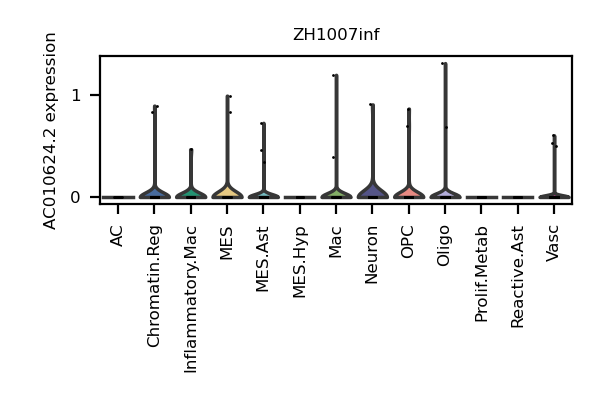 ZH1007inf
AC010624.2 expression
1
0
AC
Chromatin.Reg
Inflammatory.Mac
MES
MES.Ast
MES.Hyp
Mac
Neuron
OPC
Oligo
Prolif.Metab
Reactive.Ast
Vasc